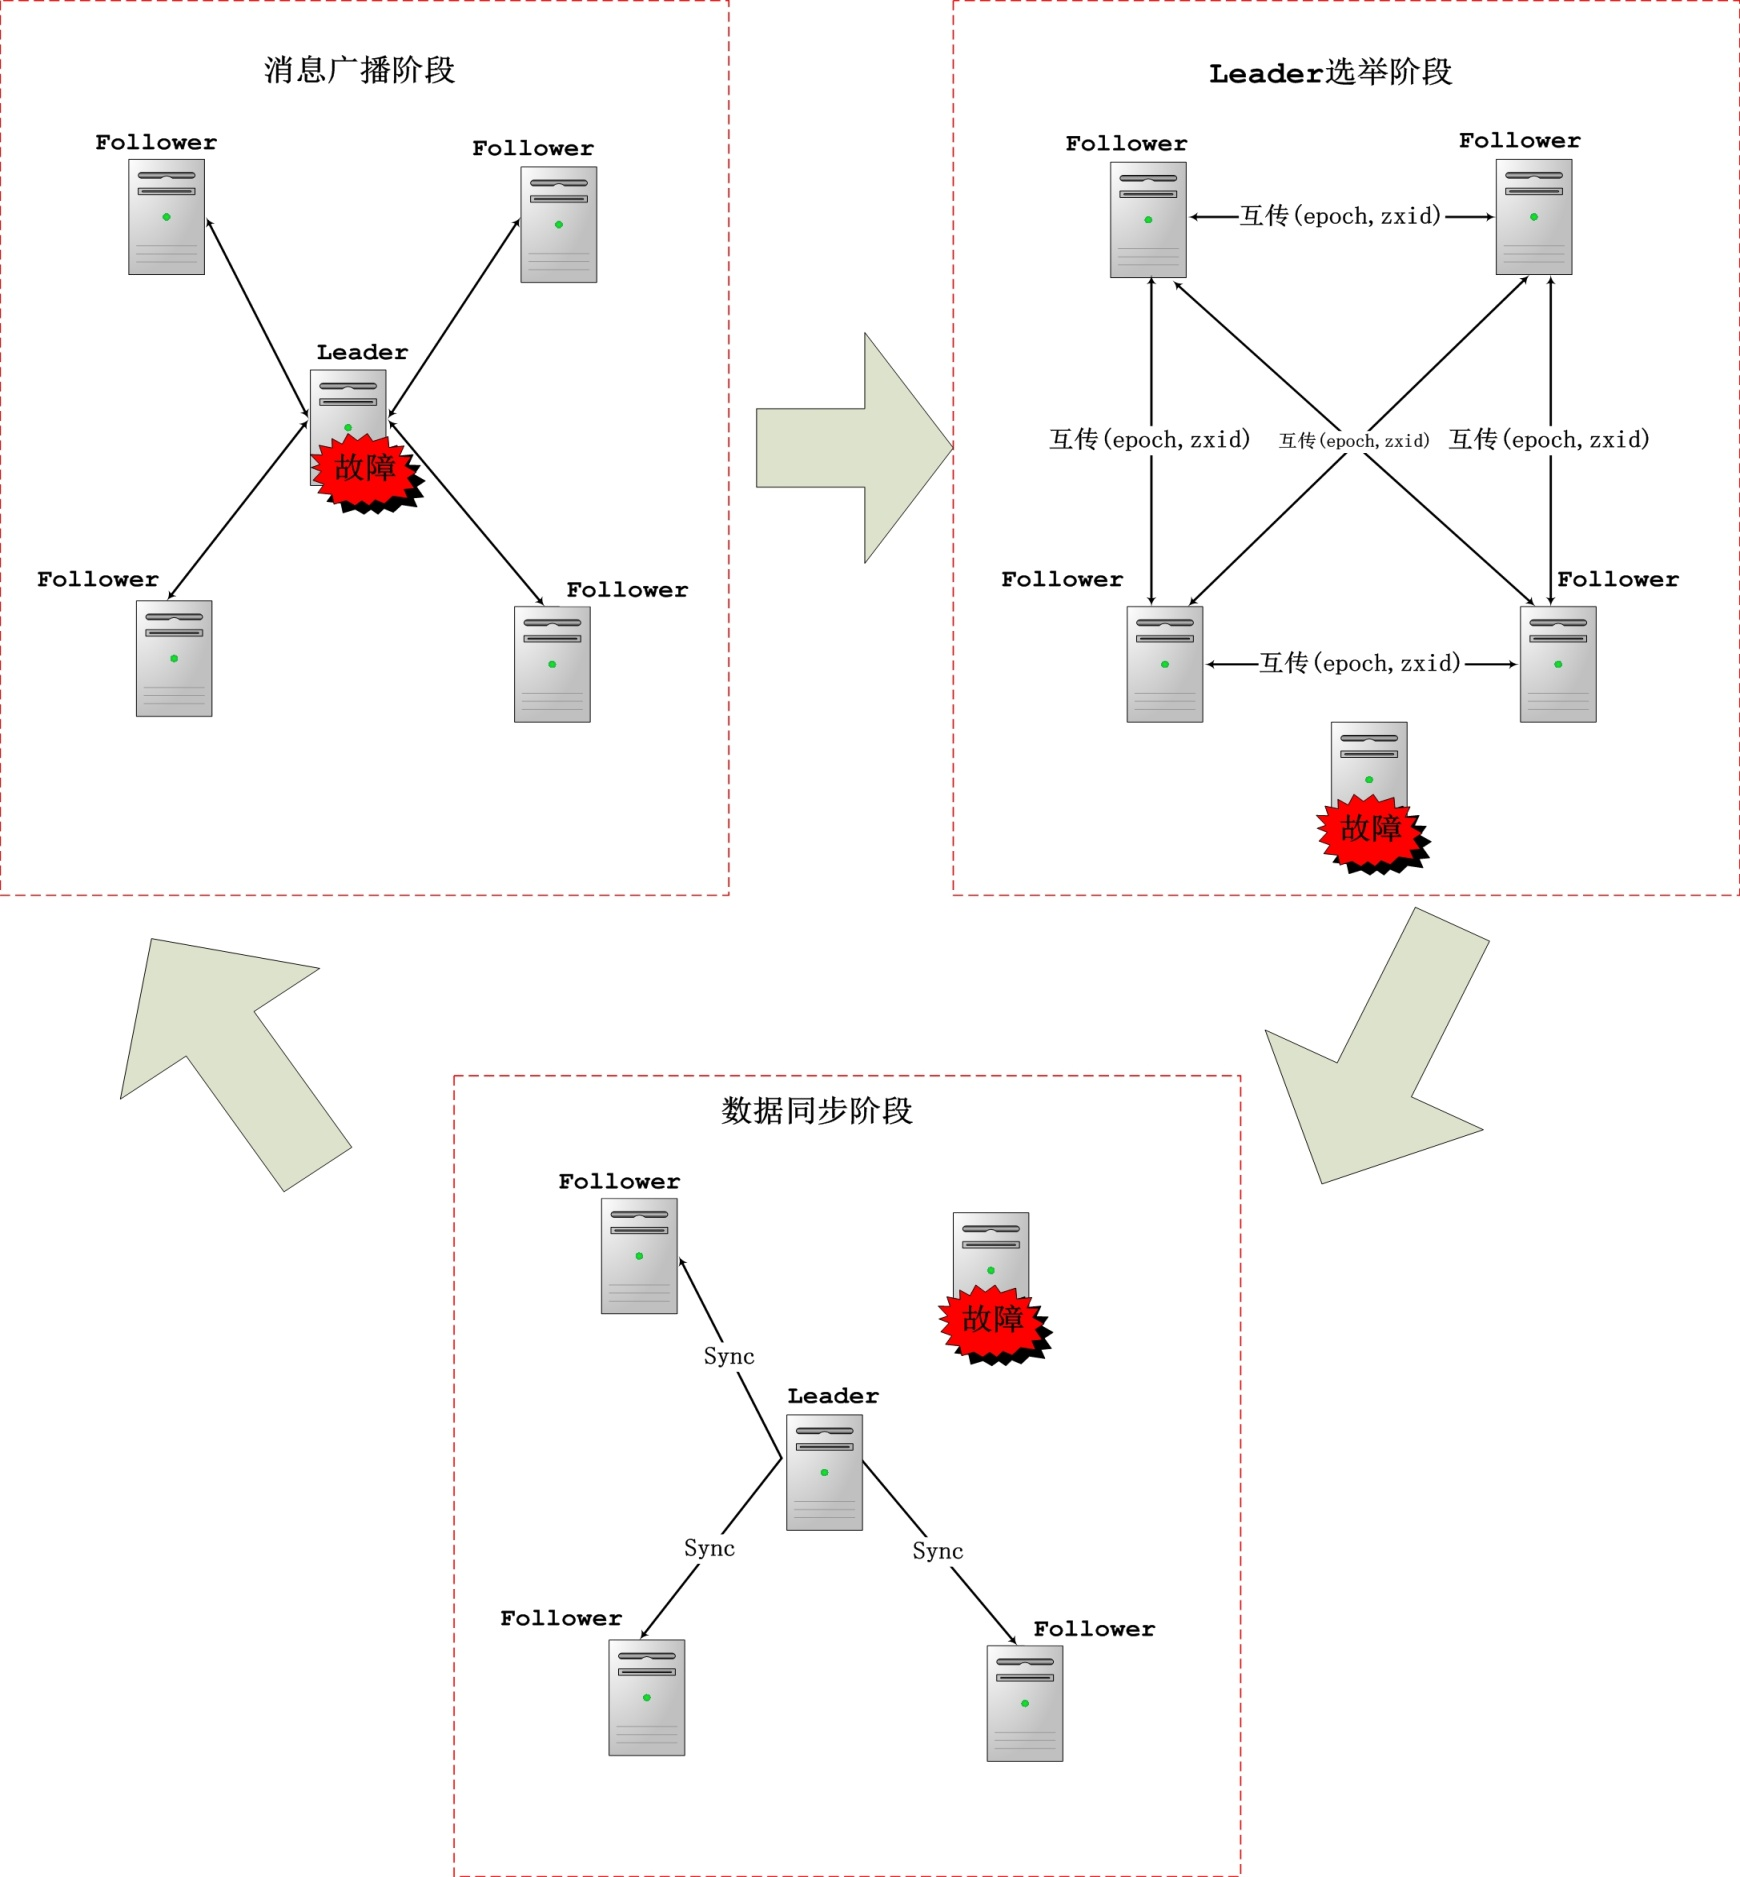 消息广播阶段
Follower
Follower
Leader
故障
Follower
Follower
Leader选举阶段
Follower
Follower
互传(epoch,zxid)
互传(epoch,zxid)
互传(epoch,zxid)
互传(epoch,zxid)
Follower
Follower
互传(epoch,zxid)
故障
数据同步阶段
Follower
故障
Sync
Leader
Sync
Sync
Follower
Follower